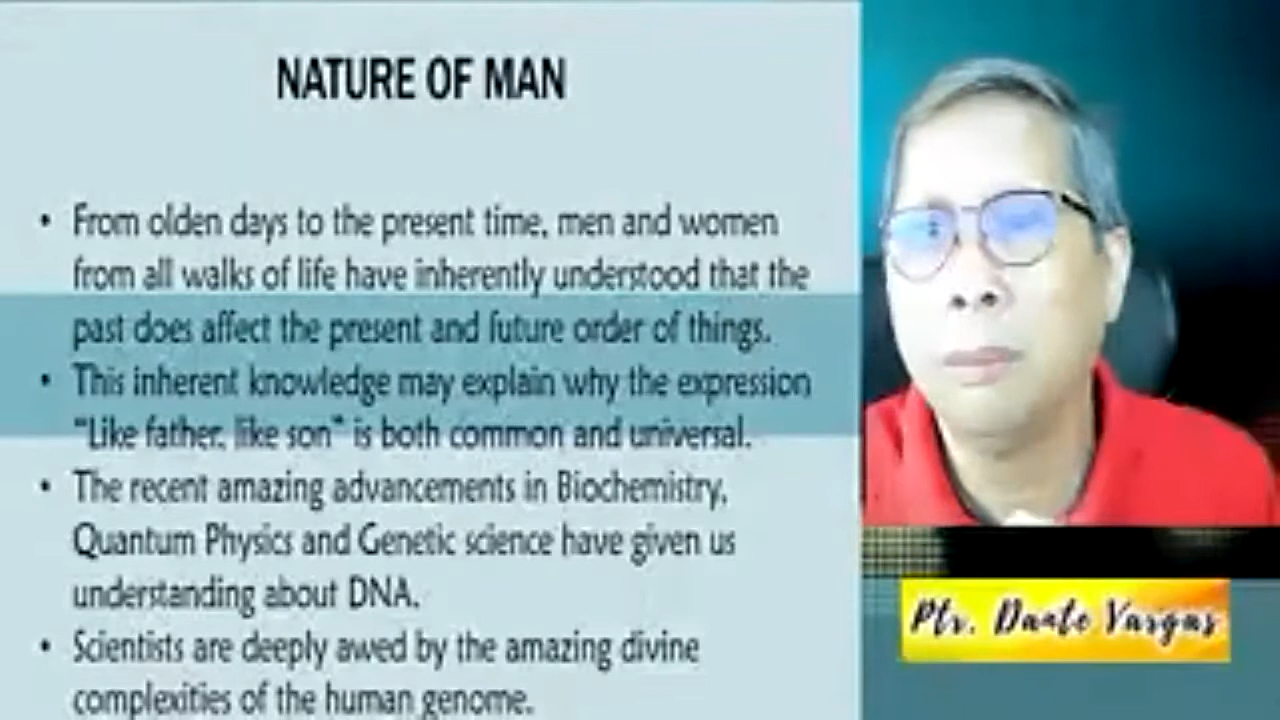 NATURE OF MAN
• From olden days to the present time, men and women
from all walks of life have inherently understood that the
past does affect the present and future order of things.
• This inherent knowledge may explain why the expression
"Like father, like son" is both common and universal.
• The recent amazing advancements in Biochemistry,
Quantum Physics and Genetic science have given us
understanding about DNA.
• Scientists are deeply awed by the amazing divine
complexities of the human genome.
Ptr. Dante Vargas